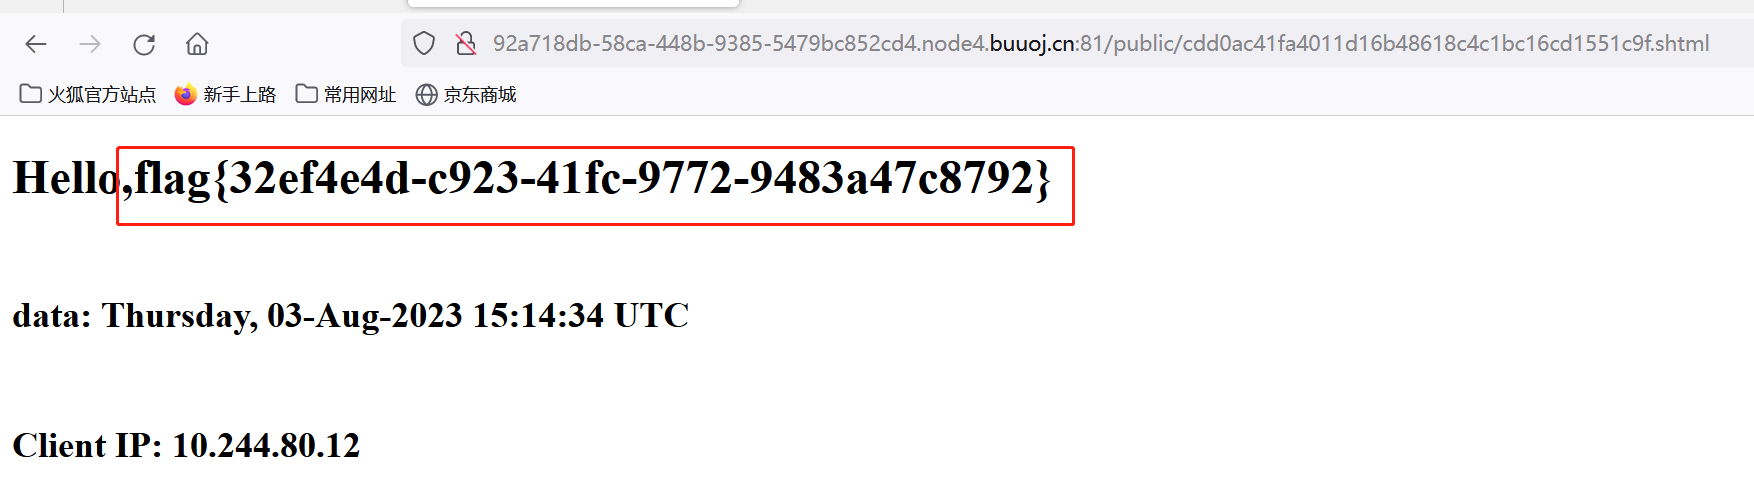 92a718db-58ca-448b-9385-5479bc852cd4.node4.buuoj.cn:81/public/cdd0ac41fa4011d16b48618c4c1bc16cd1551c9f.shtml
火狐官方站点 新手上路 常用网址 京东商城
Hello,flag{32ef4e4d-c923-41fc-9772-9483a47c8792}
data: Thursday, 03-Aug-2023 15:14:34 UTC
Client IP: 10.244.80.12